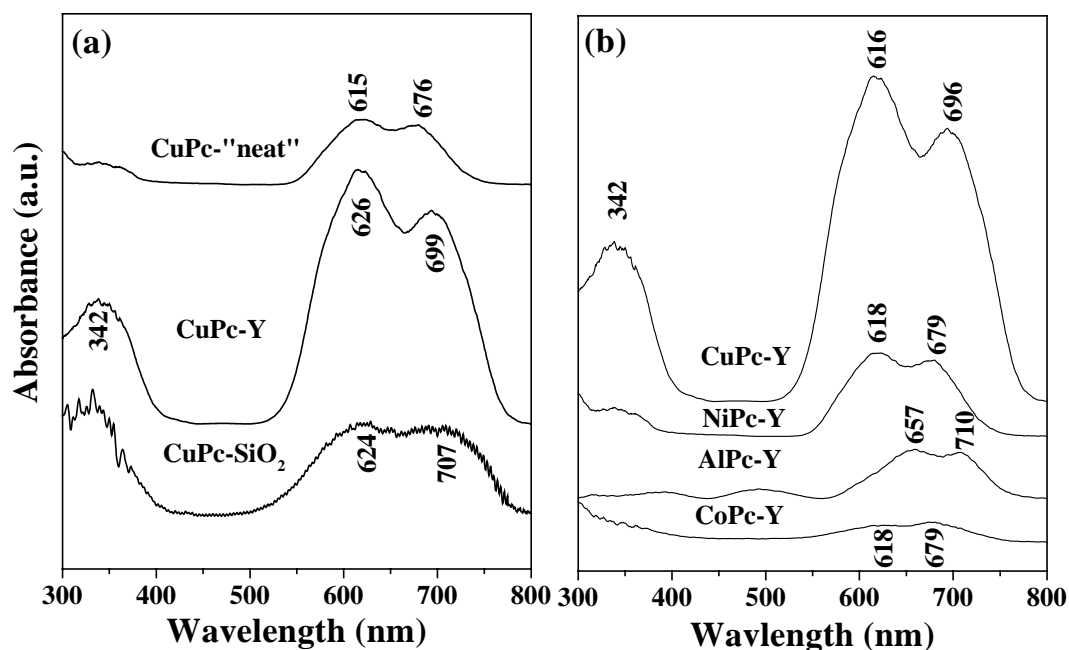 (a)
615
676
CuPc-"neat"
626
699
342
CuPc-Y
CuPc-SiO2
624
707
Absorbance (a.u.)
300 400 500 600 700 800
Wavelength (nm)
(b)
616
696
342
CuPc-Y
618
679
NiPc-Y
657
710
AlPc-Y
CoPc-Y
618
679
300 400 500 600 700 800
Wavlength (nm)